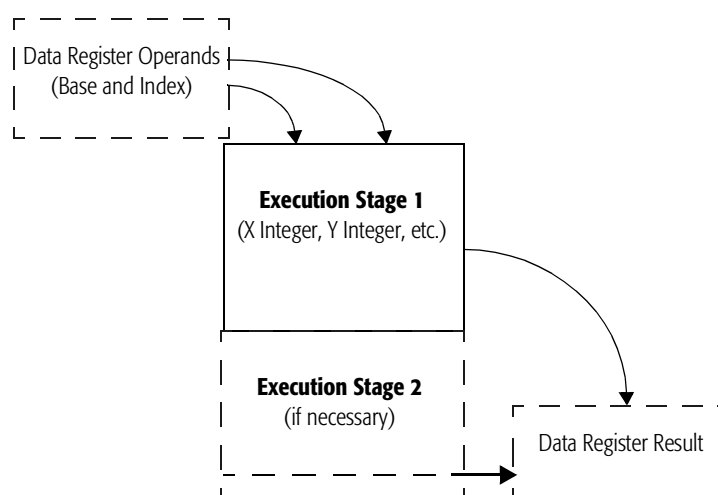 Data Register Operands
(Base and Index)
Execution Stage 1
(X Integer, Y Integer, etc.)
Execution Stage 2
(if necessary)
Data Register Result